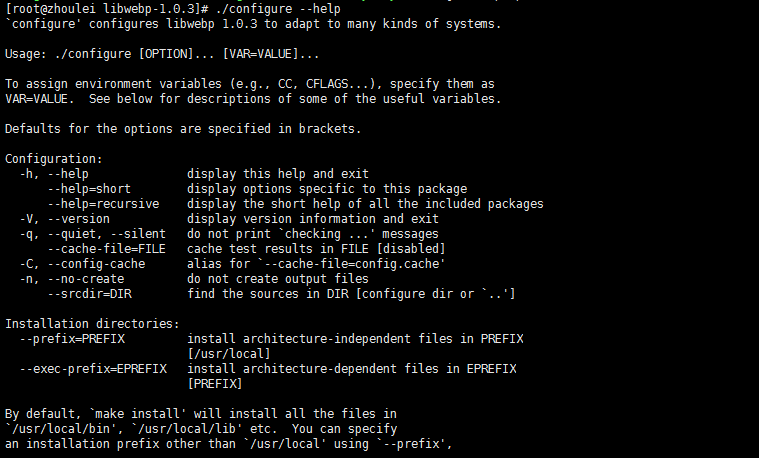 [root@zhoulei libwebp-1.0.3]# ./configure --help
`configure' configures libwebp 1.0.3 to adapt to many kinds of systems.
Usage: ./configure [OPTION]... [VAR=VALUE]...
To assign environment variables (e.g., CC, CFLAGS...), specify them as
VAR=VALUE.  See below for descriptions of some of the useful variables.
Defaults for the options are specified in brackets.
Configuration:
  -h, --help              display this help and exit
      --help=short        display options specific to this package
      --help=recursive    display the short help of all the included packages
  -V, --version           display version information and exit
  -q, --quiet, --silent   do not print `checking ...' messages
      --cache-file=FILE   cache test results in FILE [disabled]
  -C, --config-cache      alias for `--cache-file=config.cache'
  -n, --no-create         do not create output files
      --srcdir=DIR        find the sources in DIR [configure dir or `..']
Installation directories:
  --prefix=PREFIX         install architecture-independent files in PREFIX
                          [/usr/local]
  --exec-prefix=EPREFIX   install architecture-dependent files in EPREFIX
                          [PREFIX]
By default, `make install' will install all the files in
`/usr/local/bin', `/usr/local/lib' etc.  You can specify
an installation prefix other than `/usr/local' using `--prefix',